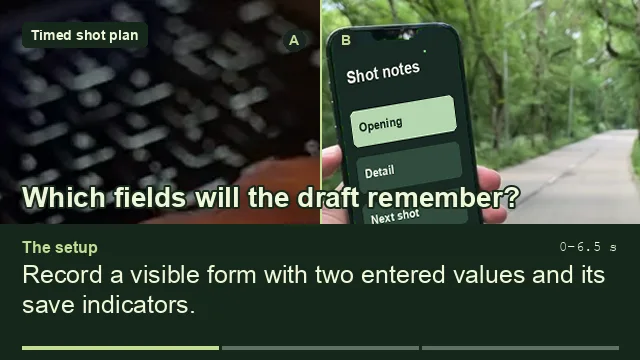 Timed shot plan
A
B
Shot notes
Opening
Detail
Next shot
Which fields will the draft remember?
The setup
0–6.5 s
Record a visible form with two entered values and its
save indicators.